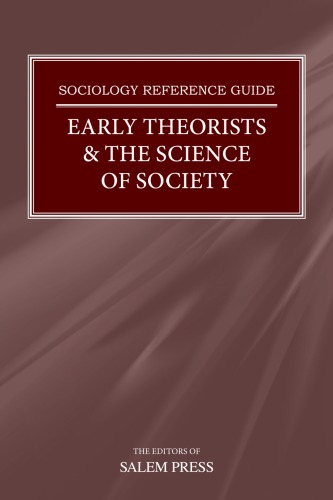 SOCIOLOGY REFERENCE GUIDE
EARLY THEORISTS
& THE SCIENCE
OF SOCIETY
THE EDITORS OF
SALEM PRESS